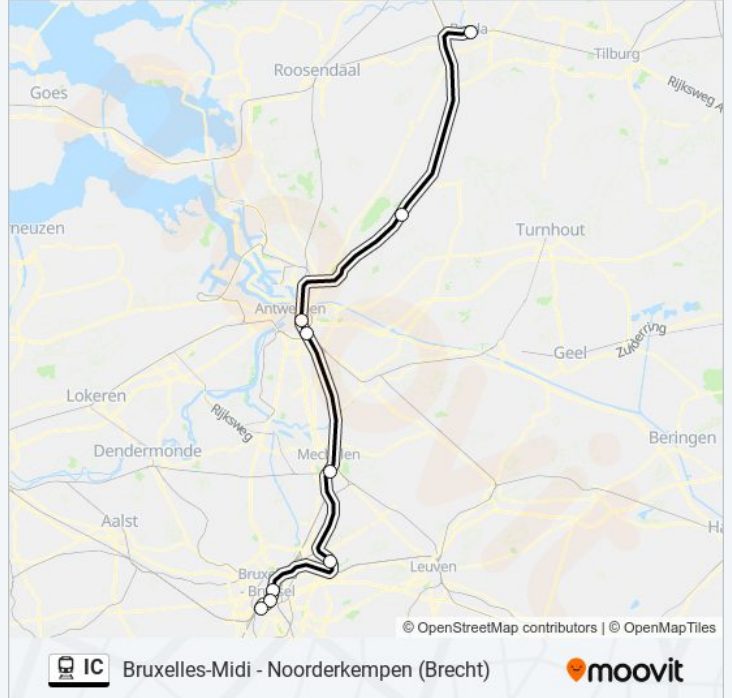 Breda
Tilburg
Roosendaal
Goes
Rijksweg A
neuzen
Turnhout
Antwerpen
Zuiderring
Geel
Lokeren
Rijksweg
Beringen
Dendermonde
Mechelen
Aalst
Ha
Leuven
Bruxelles
- Brussel
© OpenStreetMap contributors | © OpenMapTiles
IC Bruxelles-Midi - Noorderkempen (Brecht) moovit